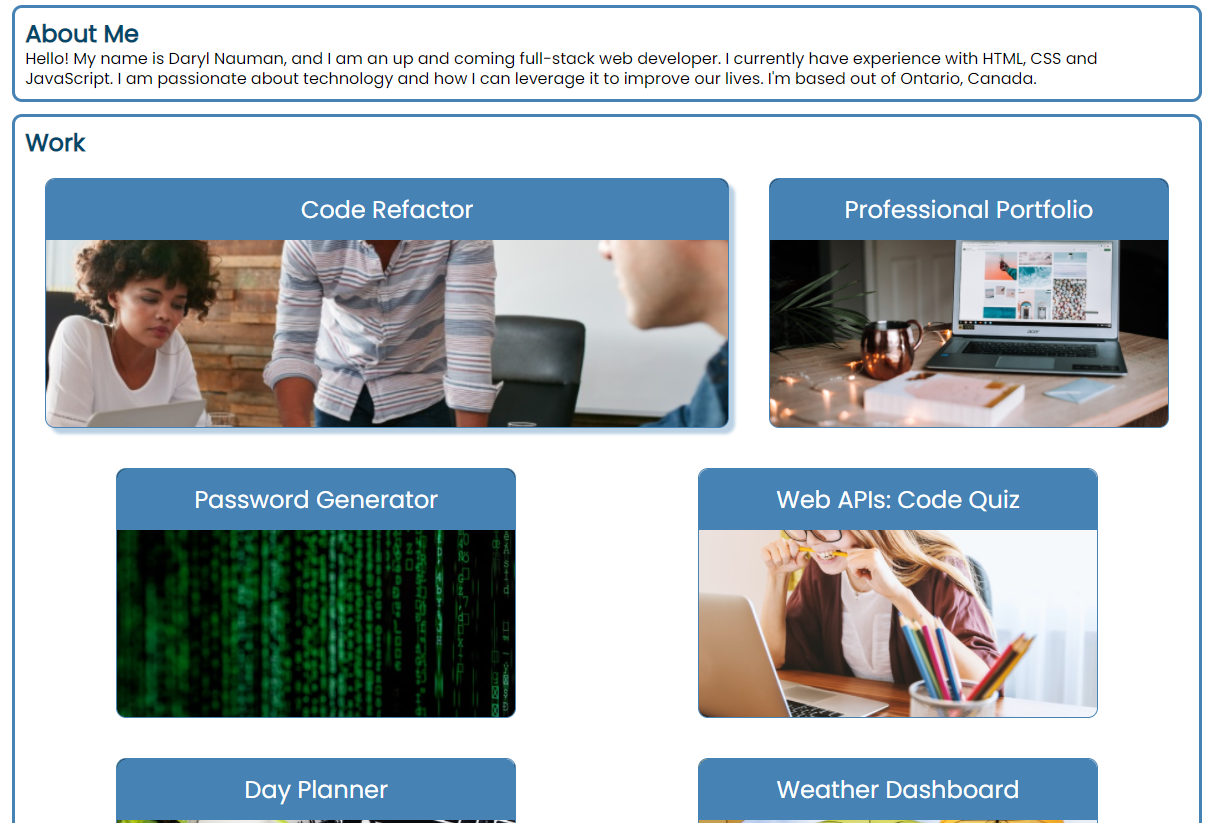 About Me
Hello! My name is Daryl Nauman, and I am an up and coming full-stack web developer. I currently have experience with HTML, CSS and
JavaScript. I am passionate about technology and how I can leverage it to improve our lives. I'm based out of Ontario, Canada.
Work
Code Refactor
Professional Portfolio
acer
Password Generator
Web APIs: Code Quiz
Day Planner
Weather Dashboard